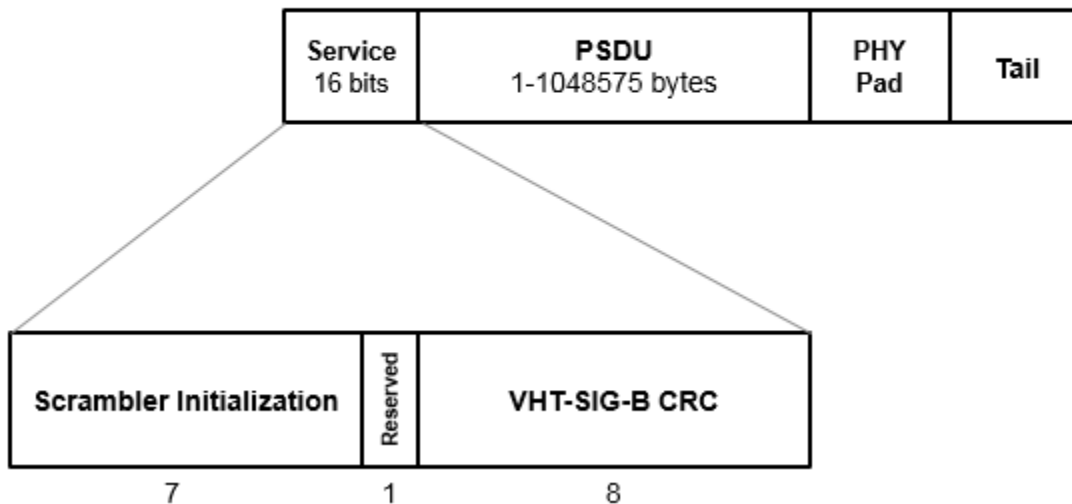 Service
16 bits
PSDU
1-1048575 bytes
PHY
Pad
Tail
Scrambler Initialization
Reserved
VHT-SIG-B CRC
7
1
8